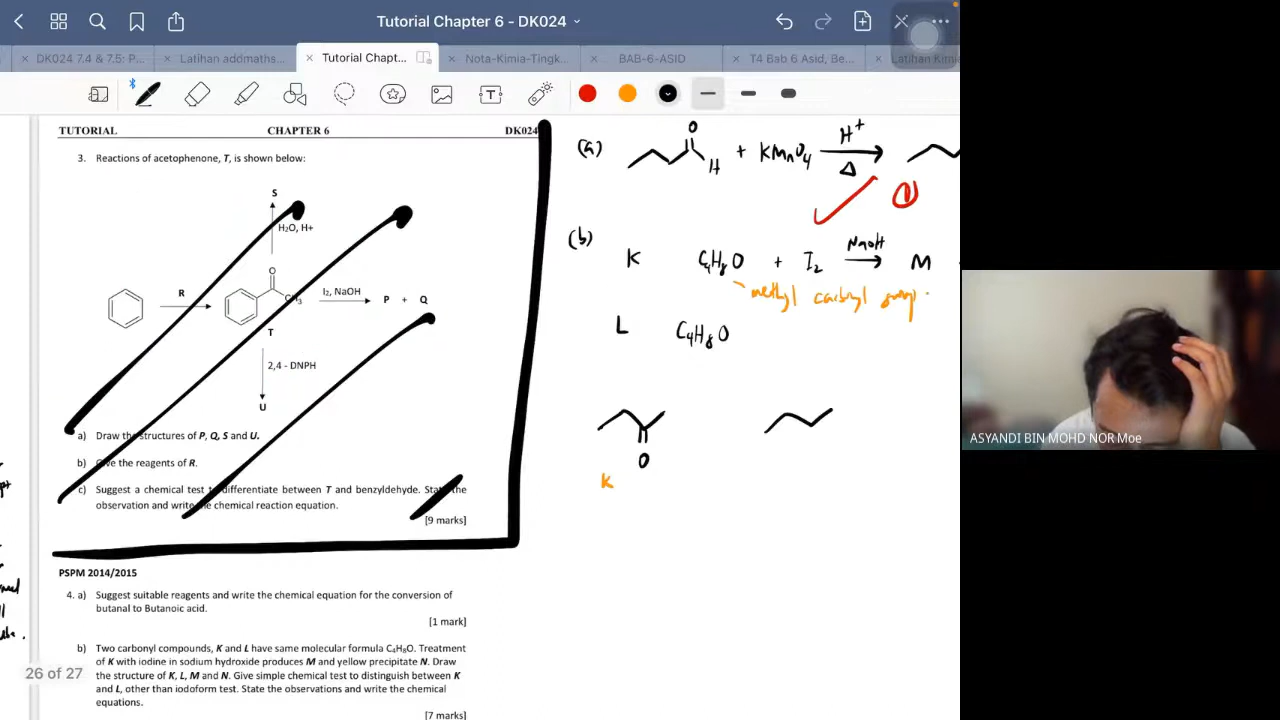 Tutorial Chapter 6 - DK024
DK024 7.4 & 7.5: P...
Latihan addmaths...
Tutorial Chapt...
Nota-Kimia-Tingk...
BAB-6-ASID
T4 Bab 6 Asid, Be...
Latihan Kimi
TUTORIAL CHAPTER 6 DK024
3. Reactions of acetophenone, T, is shown below:
S
H₂O, H+
O
R
CH₃
I₂, NaOH
P + Q
T
2,4 - DNPH
U
a) Draw the structures of P, Q, S and U.
b) Give the reagents of R.
c) Suggest a chemical test to differentiate between T and benzyldehyde. State the
observation and write the chemical reaction equation.
[9 marks]
PSPM 2014/2015
4. a) Suggest suitable reagents and write the chemical equation for the conversion of
butanal to Butanoic acid.
[1 mark]
b) Two carbonyl compounds, K and L have same molecular formula C₄H₈O. Treatment
of K with iodine in sodium hydroxide produces M and yellow precipitate N. Draw
the structure of K, L, M and N. Give simple chemical test to distinguish between K
and L, other than iodoform test. State the observations and write the chemical
equations.
[7 marks]
26 of 27
(a) O H + KMnO₄ H⁺ Δ
①
(b) K C₄H₈O + I₂ NaOH M
methyl carbonyl group
L C₄H₈O
O
K
ASYANDI BIN MOHD NOR Moe